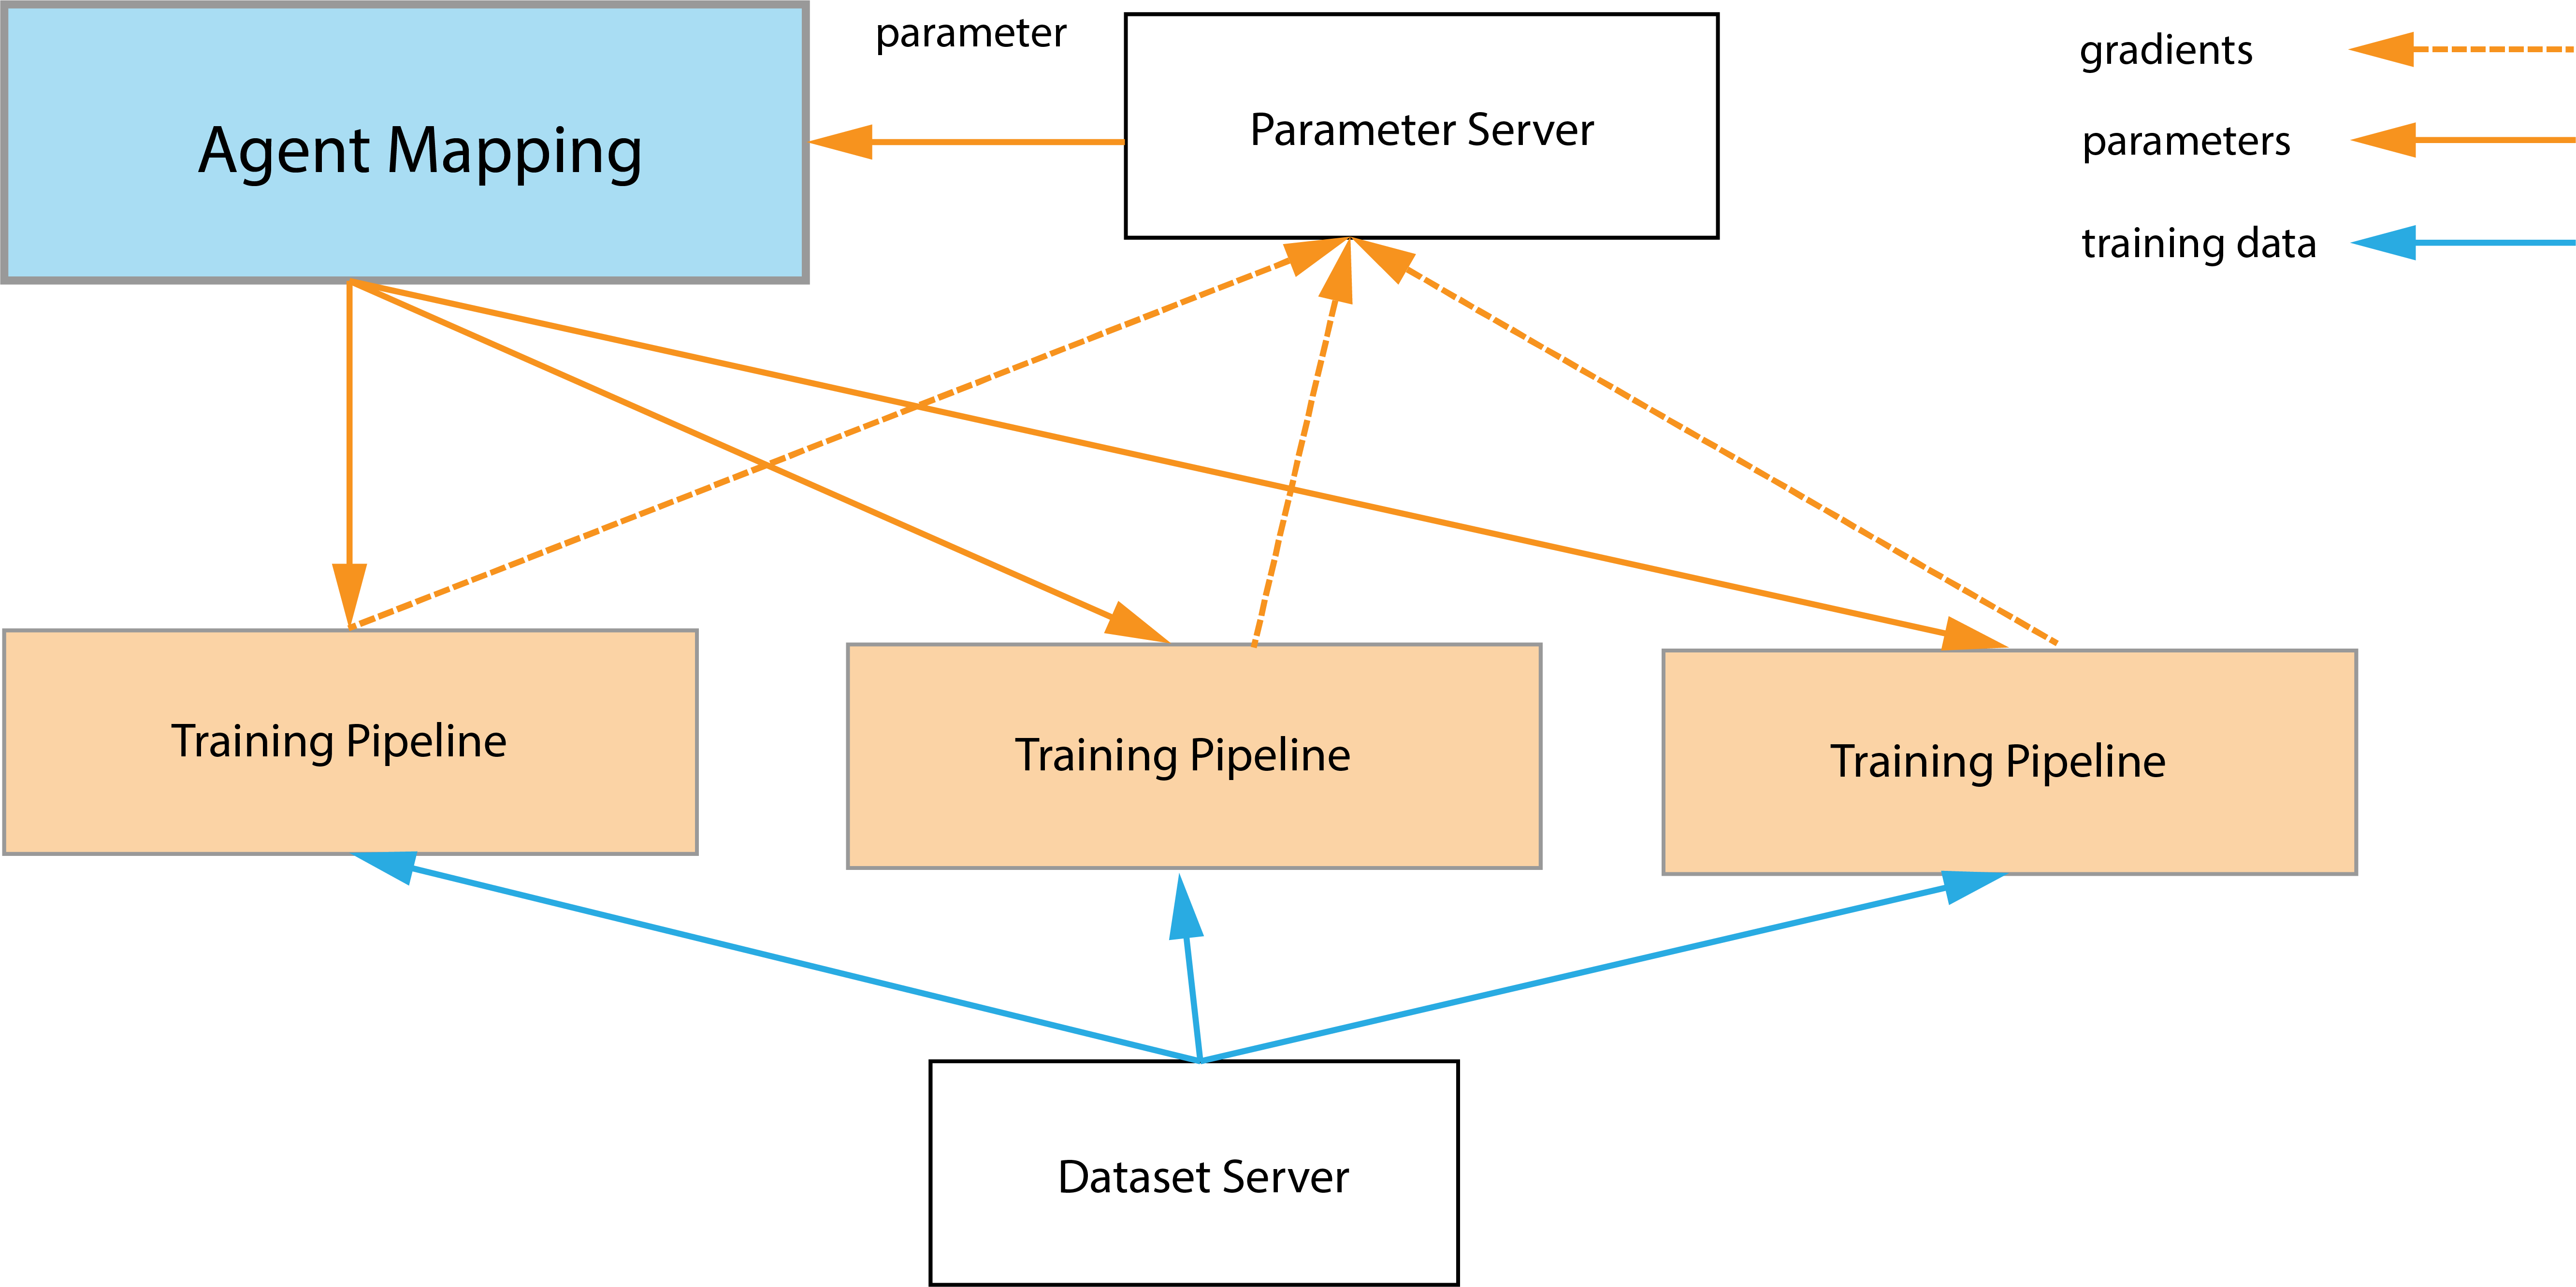 parameter
Agent Mapping
Parameter Server
gradients
parameters
training data
Training Pipeline
Training Pipeline
Training Pipeline
Dataset Server